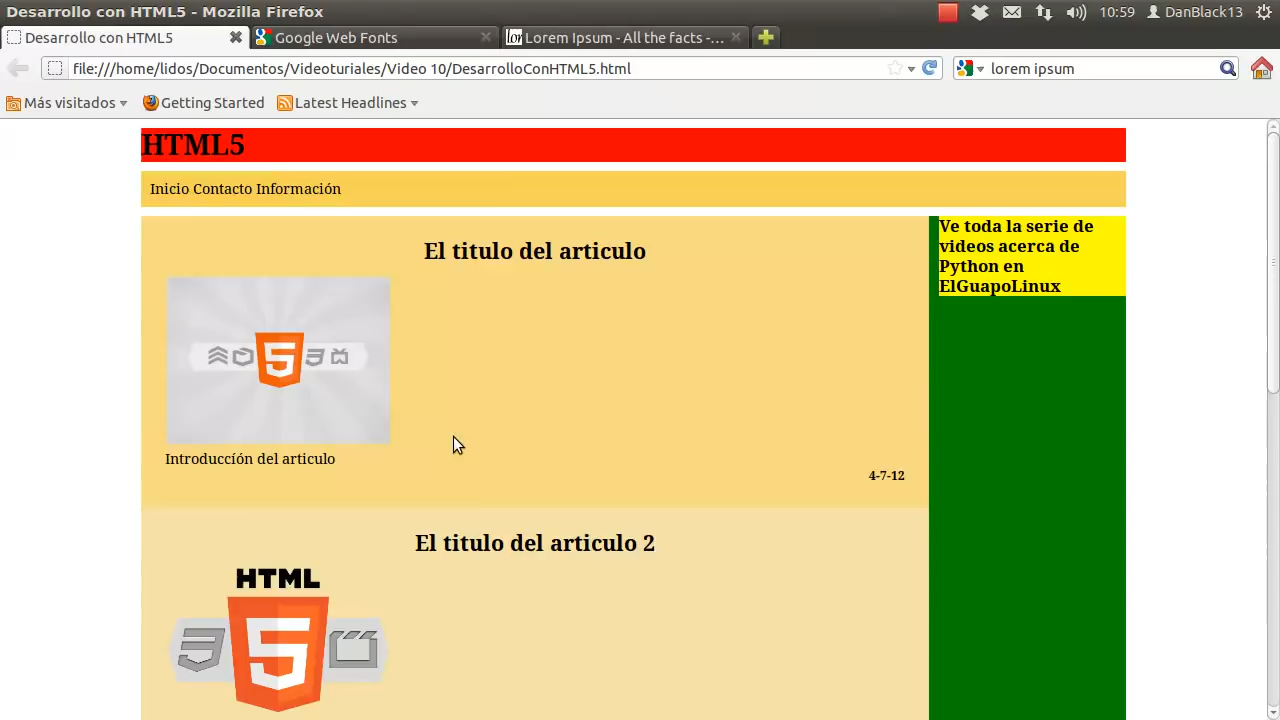 Desarrollo con HTML5 - Mozilla Firefox
10:59 DanBlack13
Desarrollo con HTML5
Google Web Fonts
Lorem Ipsum - All the facts -...
file:///home/lidos/Documentos/Videoturiales/Video 10/DesarrolloConHTML5.html
lorem ipsum
Más visitados
Getting Started
Latest Headlines
HTML5
Inicio Contacto Información
El titulo del articulo
5
Introduccíón del articulo
4-7-12
El titulo del articulo 2
HTML
5
Ve toda la serie de
videos acerca de
Python en
ElGuapoLinux